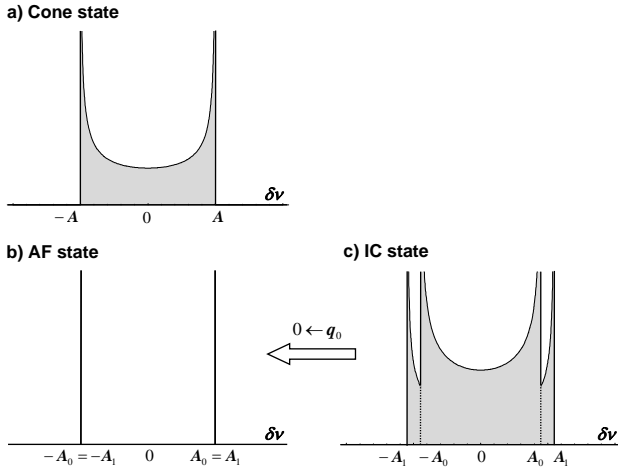 a) Cone state
δν
−A 0 A
b) AF state
c) IC state
0 ← q₀
δν
δν
−A₀ = −A₁ 0 A₀ = A₁
−A₁ −A₀ 0 A₀ A₁